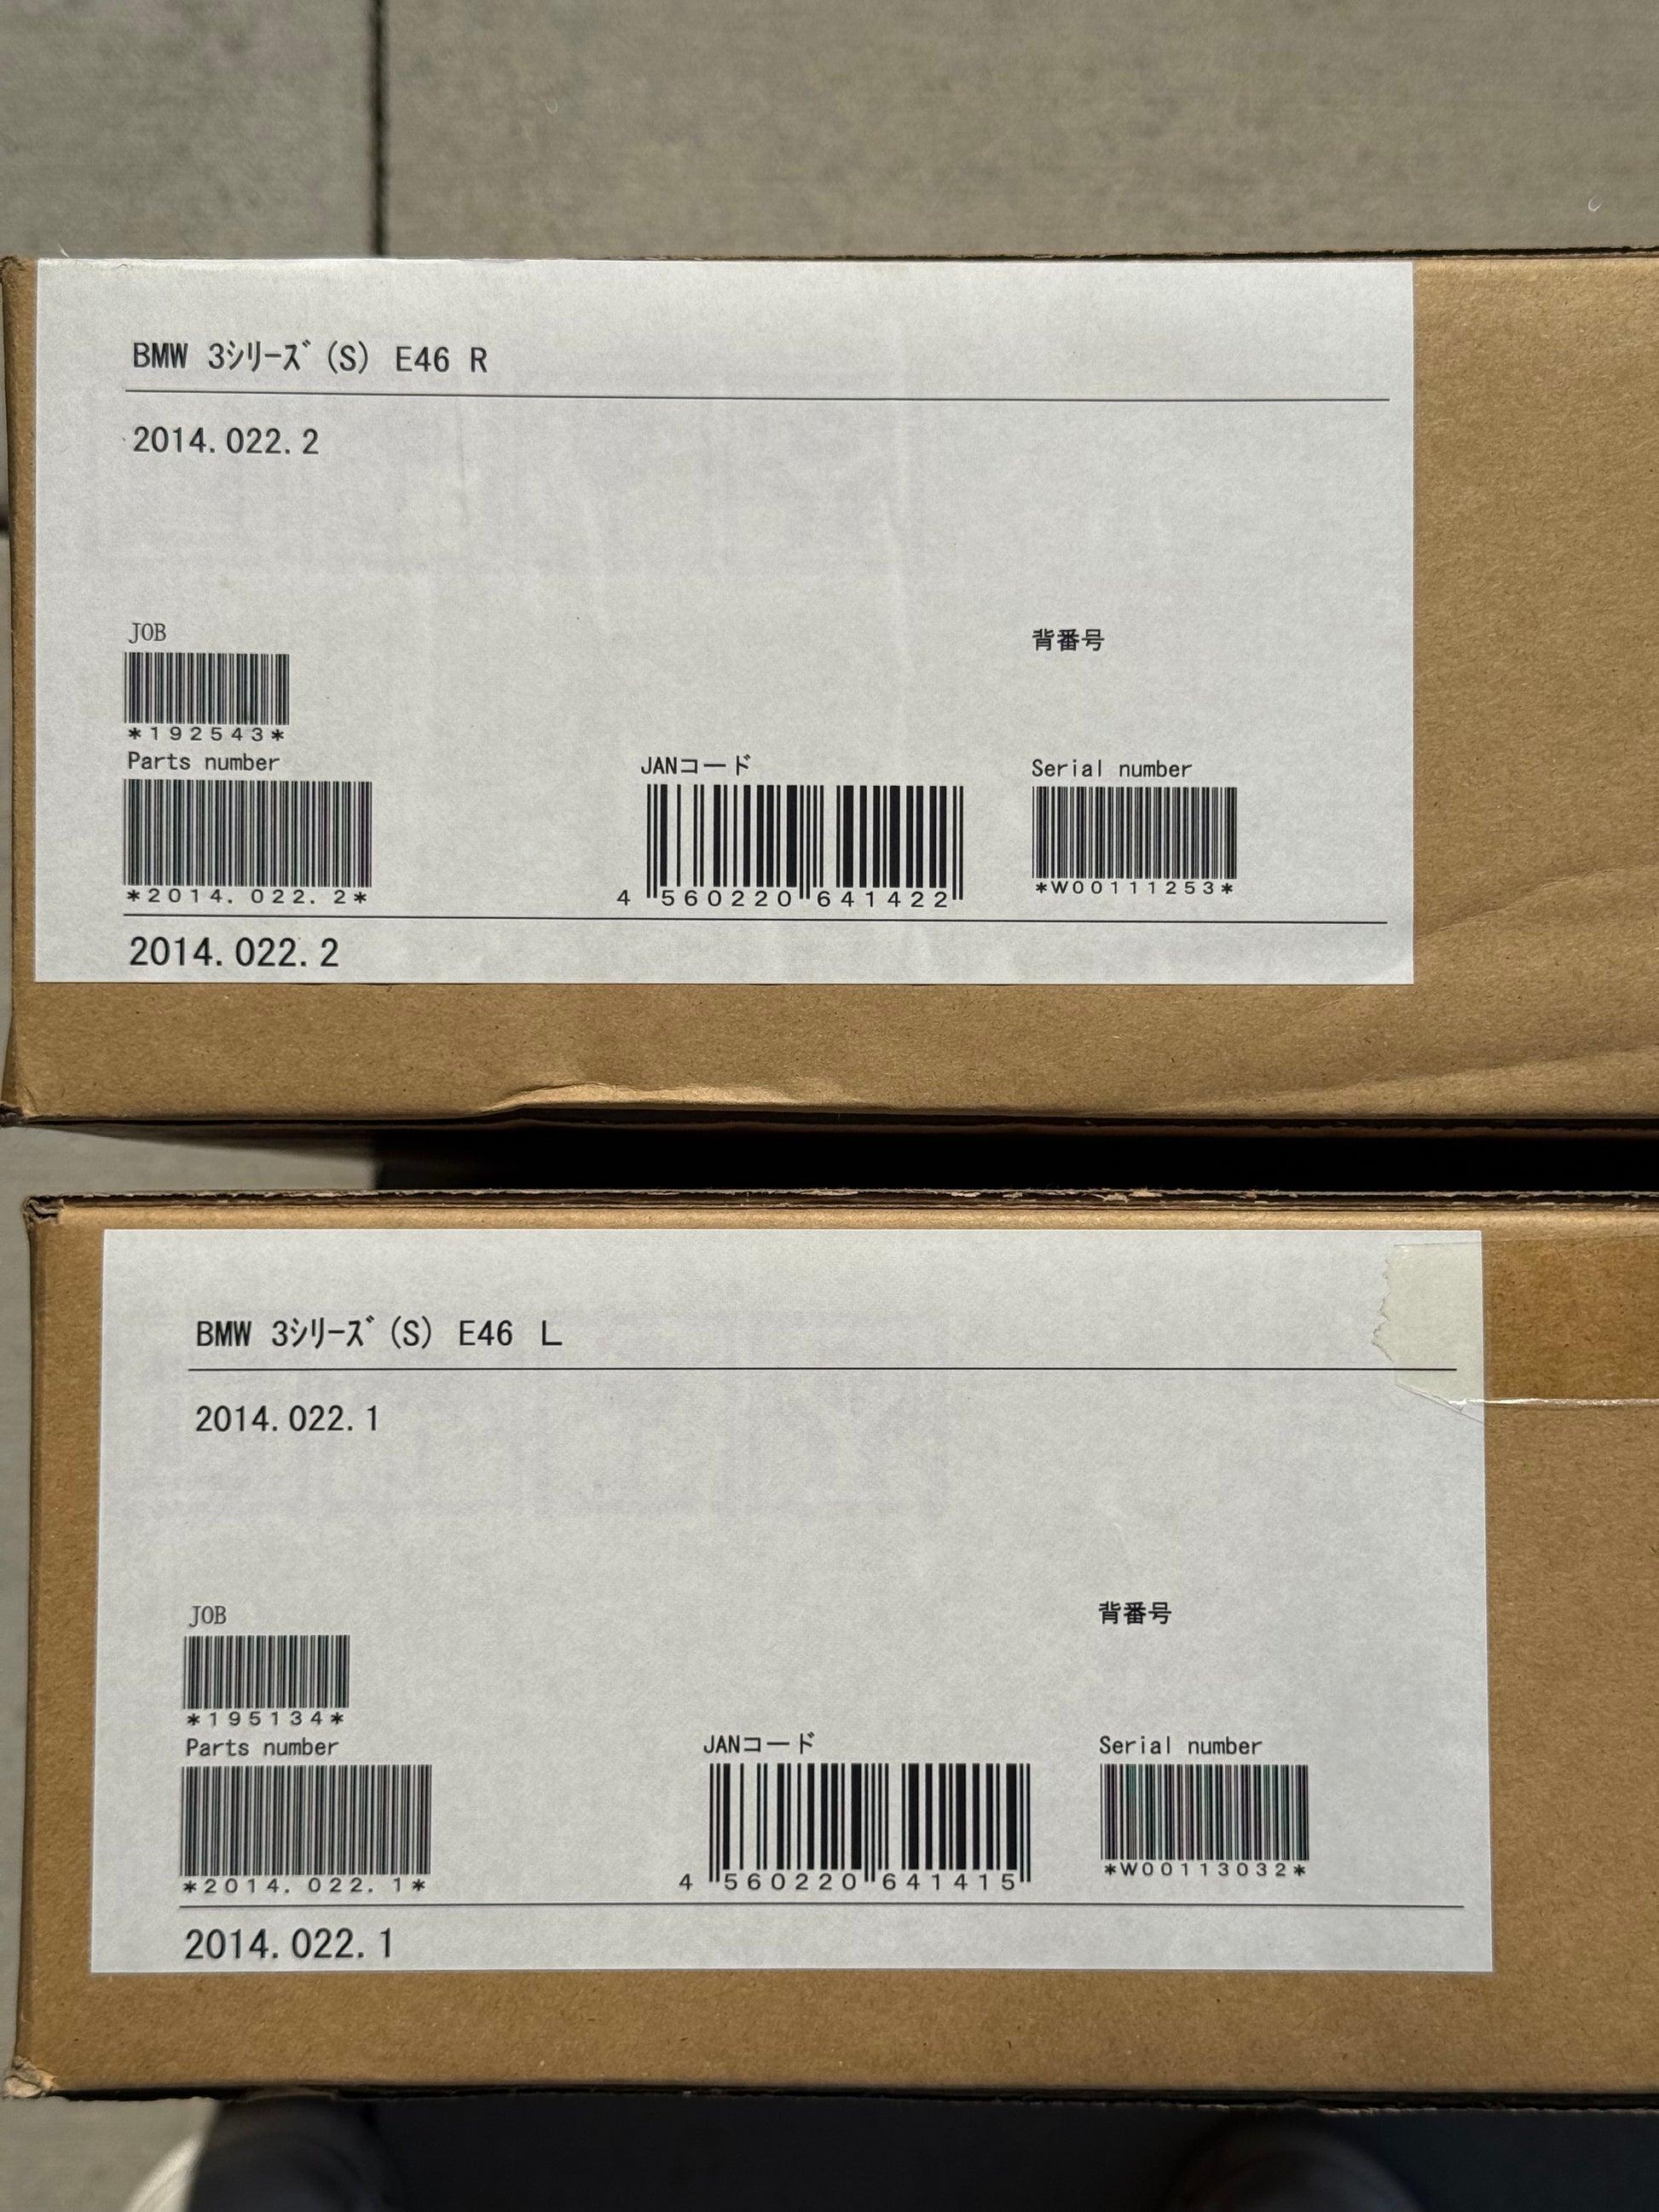 BMW 3シリーズ(S) E46 R
2014.022.2
JOB
背番号
*192543*
Parts number
JANコード
Serial number
*2014.022.2*
4 560220 641422
*W00111253*
2014.022.2
BMW 3シリーズ(S) E46 L
2014.022.1
JOB
背番号
*195134*
Parts number
JANコード
Serial number
*2014.022.1*
4 560220 641415
*W00113032*
2014.022.1